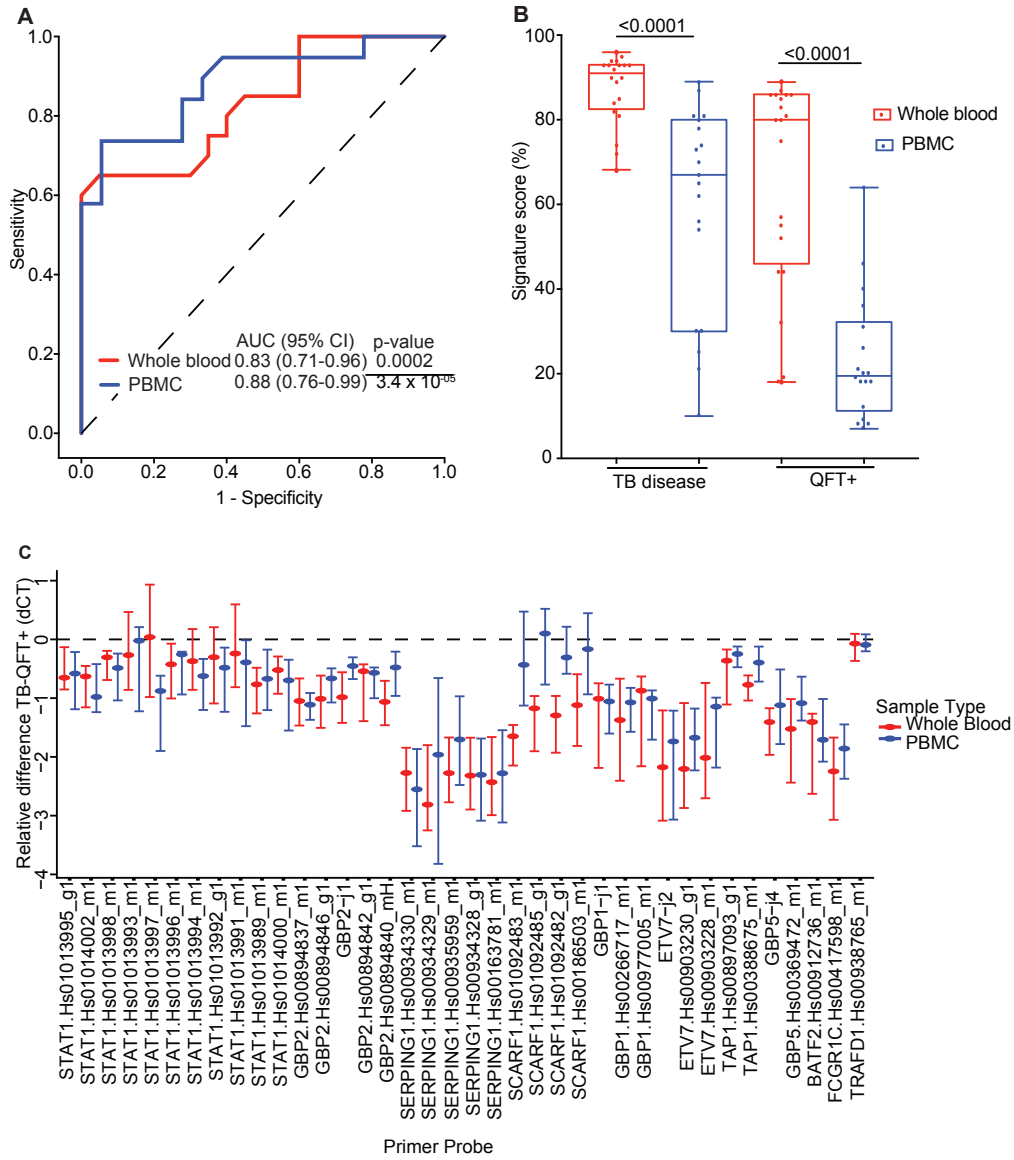 A
1.0
0.8
0.6
0.4
0.2
0.0
Sensitivity
AUC (95% CI) p-value
Whole blood 0.83 (0.71-0.96) 0.0002
PBMC 0.88 (0.76-0.99) 3.4 x 10-05
0.0 0.2 0.4 0.6 0.8 1.0
1 - Specificity
B
<0.0001
<0.0001
100
80
60
40
20
0
Signature score (%)
Whole blood
PBMC
TB disease QFT+
C
1
0
−1
−2
−3
−4
Relative difference TB-QFT+ (dCT)
Sample Type
Whole Blood
PBMC
STAT1.Hs01013995_g1
STAT1.Hs01014002_m1
STAT1.Hs01013998_m1
STAT1.Hs01013993_m1
STAT1.Hs01013997_m1
STAT1.Hs01013996_m1
STAT1.Hs01013994_m1
STAT1.Hs01013992_g1
STAT1.Hs01013991_m1
STAT1.Hs01013989_m1
STAT1.Hs01014000_m1
GBP2.Hs00894837_m1
GBP2.Hs00894846_g1
GBP2−j1
GBP2.Hs00894842_g1
GBP2.Hs00894840_mH
SERPING1.Hs00934330_m1
SERPING1.Hs00934329_m1
SERPING1.Hs00935959_m1
SERPING1.Hs00934328_g1
SERPING1.Hs00163781_m1
SCARF1.Hs01092483_m1
SCARF1.Hs01092485_g1
SCARF1.Hs01092482_g1
SCARF1.Hs00186503_m1
GBP1−j1
GBP1.Hs00266717_m1
GBP1.Hs00977005_m1
ETV7−j2
ETV7.Hs00903230_g1
ETV7.Hs00903228_m1
TAP1.Hs00897093_g1
TAP1.Hs00388675_m1
GBP5−j4
GBP5.Hs00369472_m1
BATF2.Hs00912736_m1
FCGR1C.Hs00417598_m1
TRAFD1.Hs00938765_m1
Primer Probe